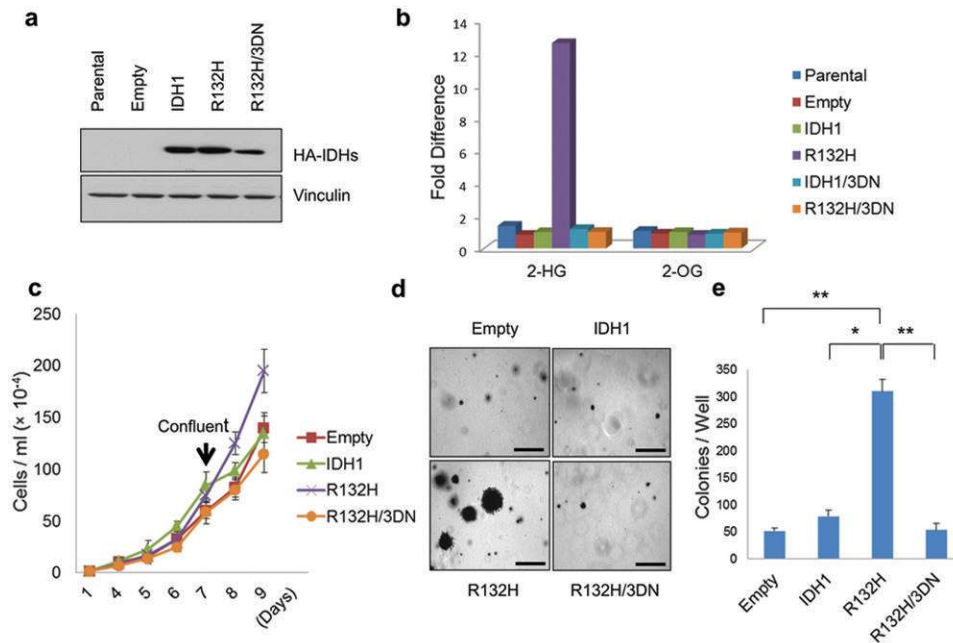 a
Parental
Empty
IDH1
R132H
R132H/3DN
HA-IDHs
Vinculin
b
Fold Difference
14
12
10
8
6
4
2
0
2-HG
2-OG
Parental
Empty
IDH1
R132H
IDH1/3DN
R132H/3DN
c
Cells / ml (× 10⁻⁴)
250
200
150
100
50
0
Confluent
1 4 5 6 7 8 9
(Days)
Empty
IDH1
R132H
R132H/3DN
d
Empty IDH1
R132H R132H/3DN
e
**
* **
Colonies / Well
350
300
250
200
150
100
50
0
Empty
IDH1
R132H
R132H/3DN